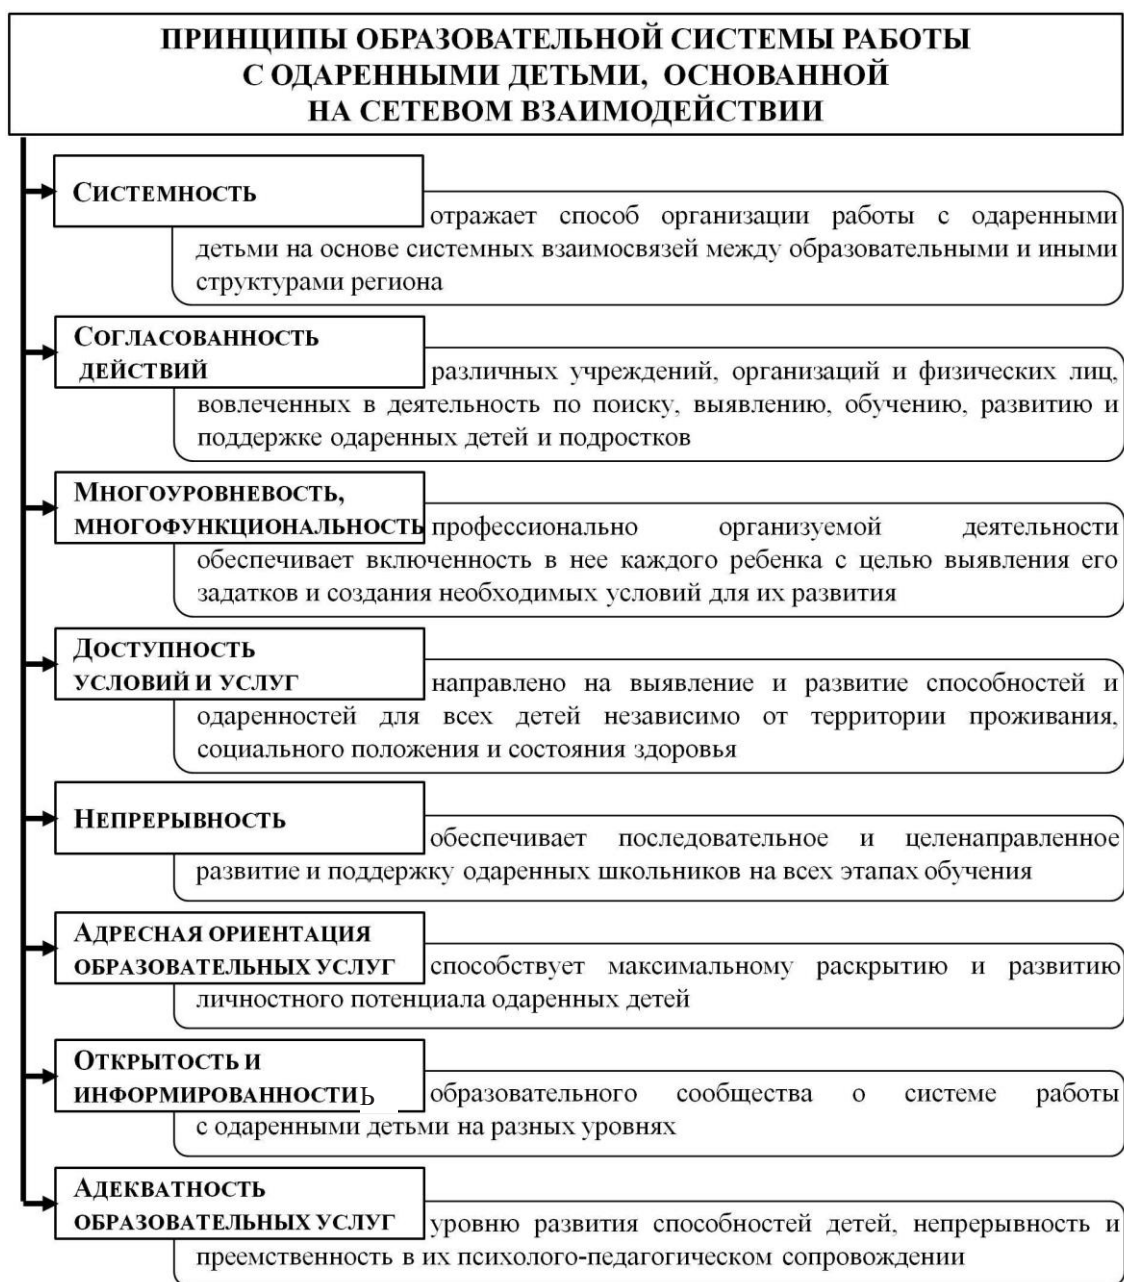 ПРИНЦИПЫ ОБРАЗОВАТЕЛЬНОЙ СИСТЕМЫ РАБОТЫ
С ОДАРЕННЫМИ ДЕТЬМИ, ОСНОВАННОЙ
НА СЕТЕВОМ ВЗАИМОДЕЙСТВИИ
СИСТЕМНОСТЬ
отражает способ организации работы с одаренными
детьми на основе системных взаимосвязей между образовательными и иными
структурами региона
СОГЛАСОВАННОСТЬ
ДЕЙСТВИЙ
различных учреждений, организаций и физических лиц,
вовлеченных в деятельность по поиску, выявлению, обучению, развитию и
поддержке одаренных детей и подростков
МНОГОУРОВНЕВОСТЬ,
МНОГОФУНКЦИОНАЛЬНОСТЬ
профессионально организуемой деятельности
обеспечивает включенность в нее каждого ребенка с целью выявления его
задатков и создания необходимых условий для их развития
ДОСТУПНОСТЬ
УСЛОВИЙ И УСЛУГ
направлено на выявление и развитие способностей и
одаренностей для всех детей независимо от территории проживания,
социального положения и состояния здоровья
НЕПРЕРЫВНОСТЬ
обеспечивает последовательное и целенаправленное
развитие и поддержку одаренных школьников на всех этапах обучения
АДРЕСНАЯ ОРИЕНТАЦИЯ
ОБРАЗОВАТЕЛЬНЫХ УСЛУГ
способствует максимальному раскрытию и развитию
личностного потенциала одаренных детей
ОТКРЫТОСТЬ И
ИНФОРМИРОВАННОСТИЬ
образовательного сообщества о системе работы
с одаренными детьми на разных уровнях
АДЕКВАТНОСТЬ
ОБРАЗОВАТЕЛЬНЫХ УСЛУГ
уровню развития способностей детей, непрерывность и
преемственность в их психолого-педагогическом сопровождении